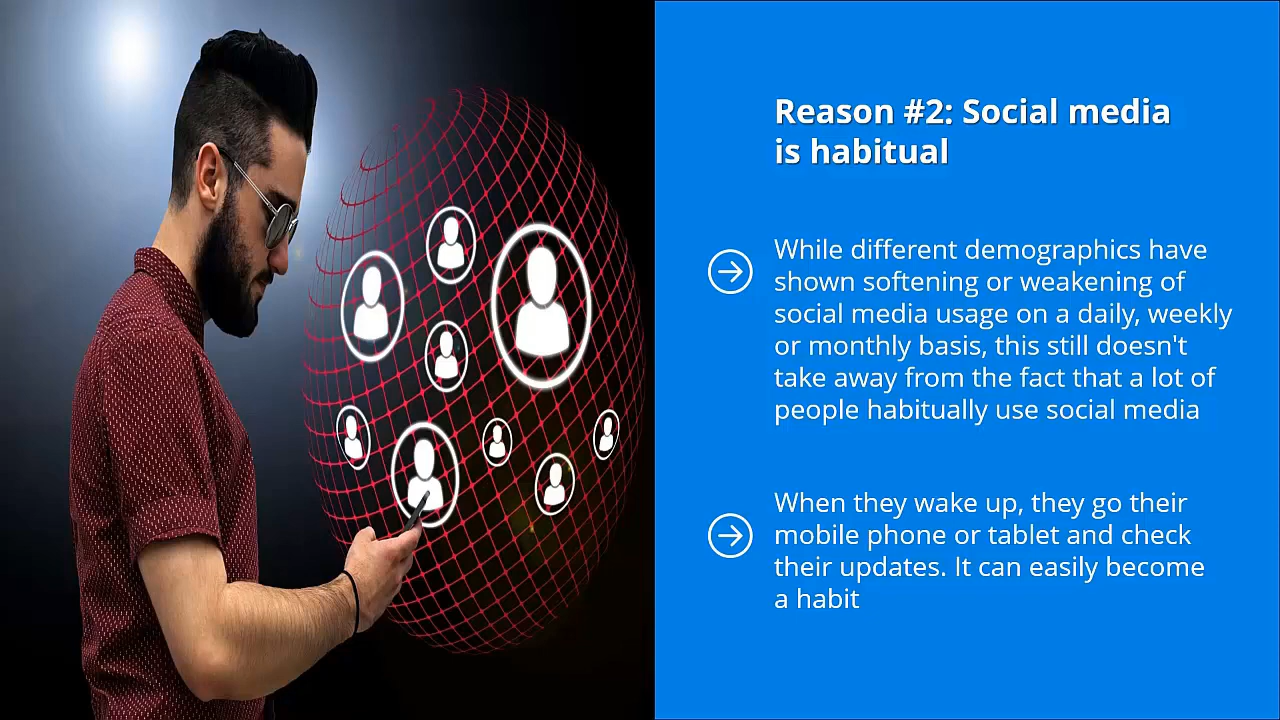 Reason #2: Social media
is habitual
While different demographics have
shown softening or weakening of
social media usage on a daily, weekly
or monthly basis, this still doesn't
take away from the fact that a lot of
people habitually use social media
When they wake up, they go their
mobile phone or tablet and check
their updates. It can easily become
a habit